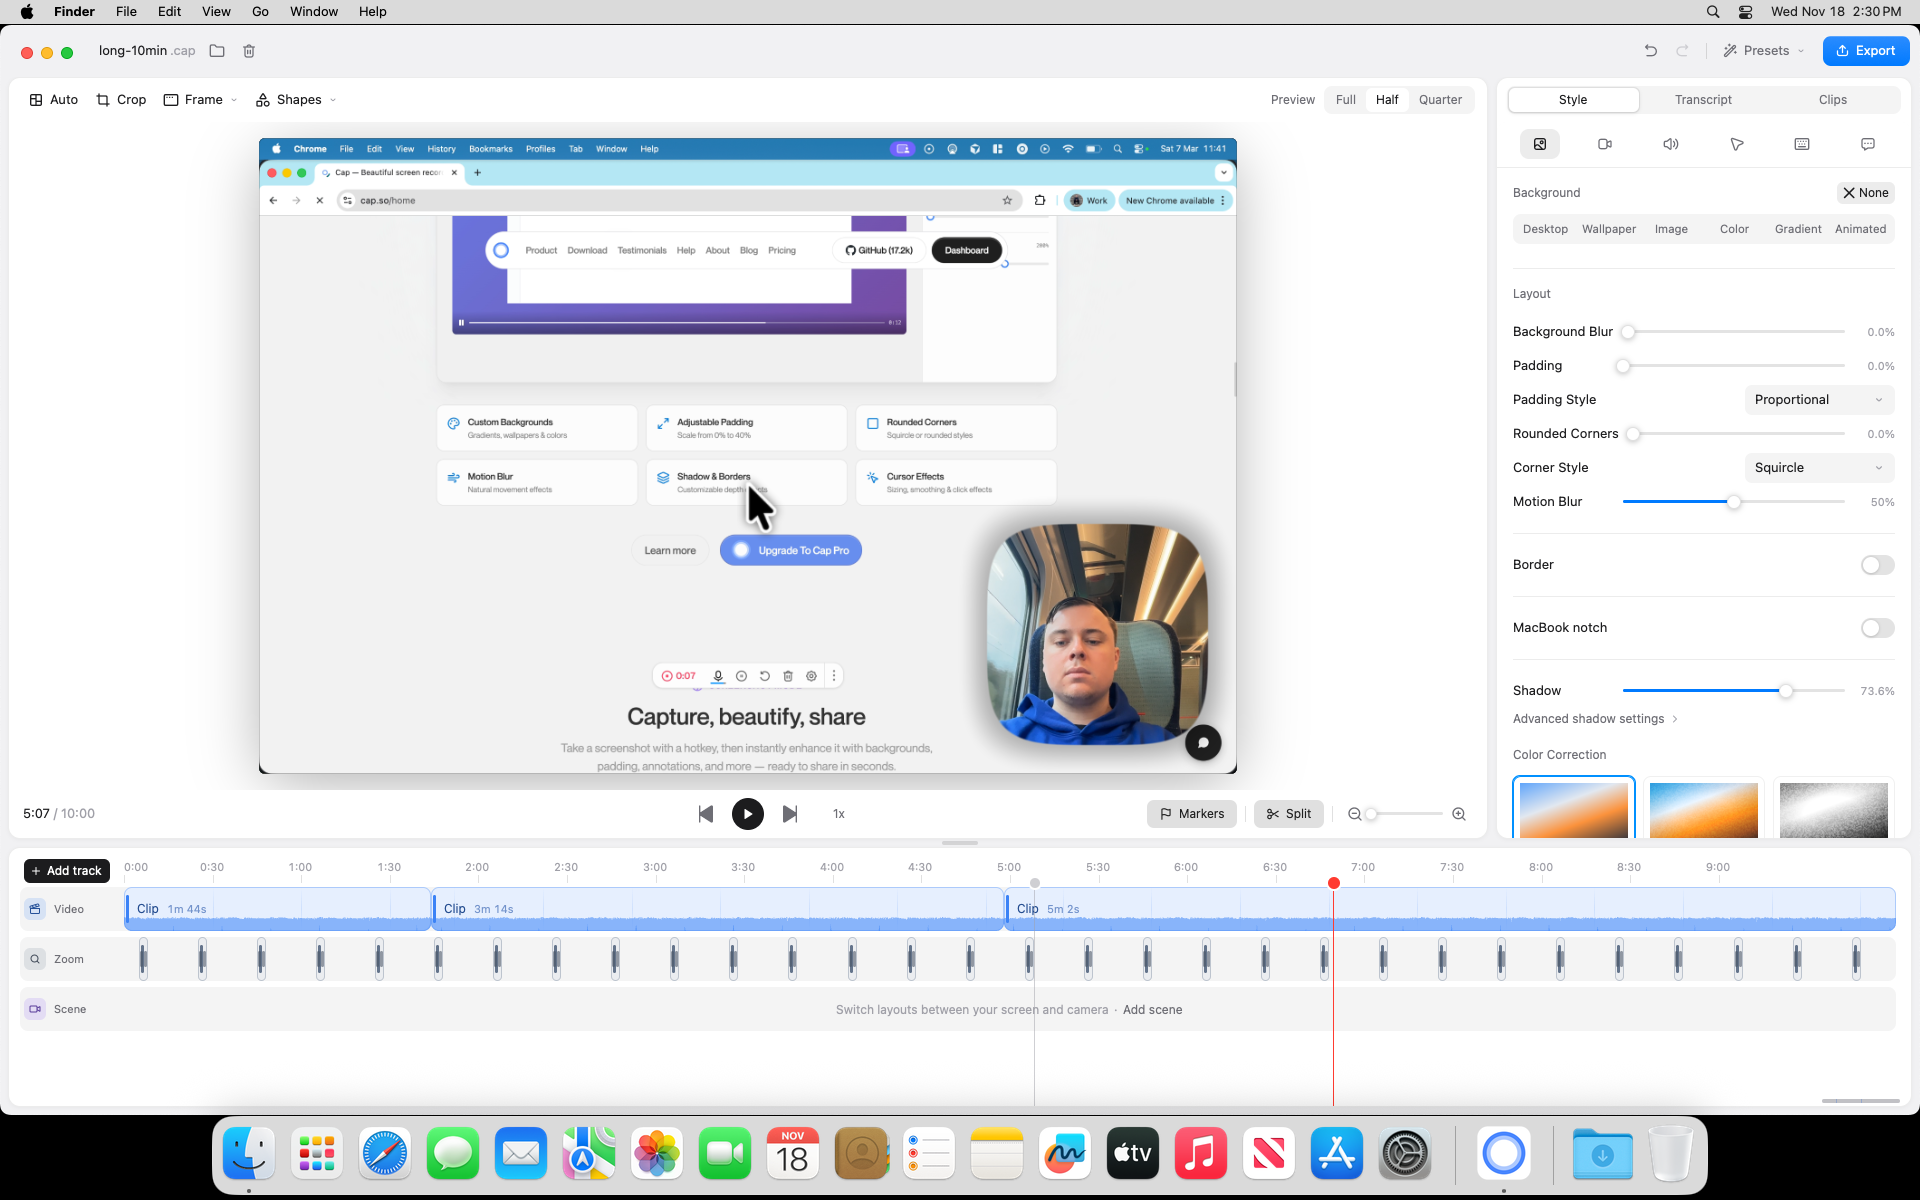 Finder File Edit View Go Window Help
Wed Nov 18 2:30 PM
long-10min .cap
Presets
Export
Auto Crop Frame Shapes
Preview Full Half Quarter
Style Transcript Clips
Chrome File Edit View History Bookmarks Profiles Tab Window Help
Sat 7 Mar 11:41
Cap — Beautiful screen recor
cap.so/home
Work
New Chrome available
Product Download Testimonials Help About Blog Pricing
GitHub (17.2k)
Dashboard
200%
0:12
Custom Backgrounds
Gradients, wallpapers & colors
Adjustable Padding
Scale from 0% to 40%
Rounded Corners
Squircle or rounded styles
Motion Blur
Natural movement effects
Shadow & Borders
Customizable depth
Cursor Effects
Sizing, smoothing & click effects
Learn more
Upgrade To Cap Pro
0:07
Capture, beautify, share
Take a screenshot with a hotkey, then instantly enhance it with backgrounds,
padding, annotations, and more — ready to share in seconds.
Background
None
Desktop Wallpaper Image Color Gradient Animated
Layout
Background Blur 0.0%
Padding 0.0%
Padding Style Proportional
Rounded Corners 0.0%
Corner Style Squircle
Motion Blur 50%
Border
MacBook notch
Shadow 73.6%
Advanced shadow settings
Color Correction
5:07 / 10:00
1x
Markers
Split
+ Add track
0:00 0:30 1:00 1:30 2:00 2:30 3:00 3:30 4:00 4:30 5:00 5:30 6:00 6:30 7:00 7:30 8:00 8:30 9:00
Video
Clip 1m 44s
Clip 3m 14s
Clip 5m 2s
Zoom
Scene
Switch layouts between your screen and camera · Add scene
NOV
18
tv